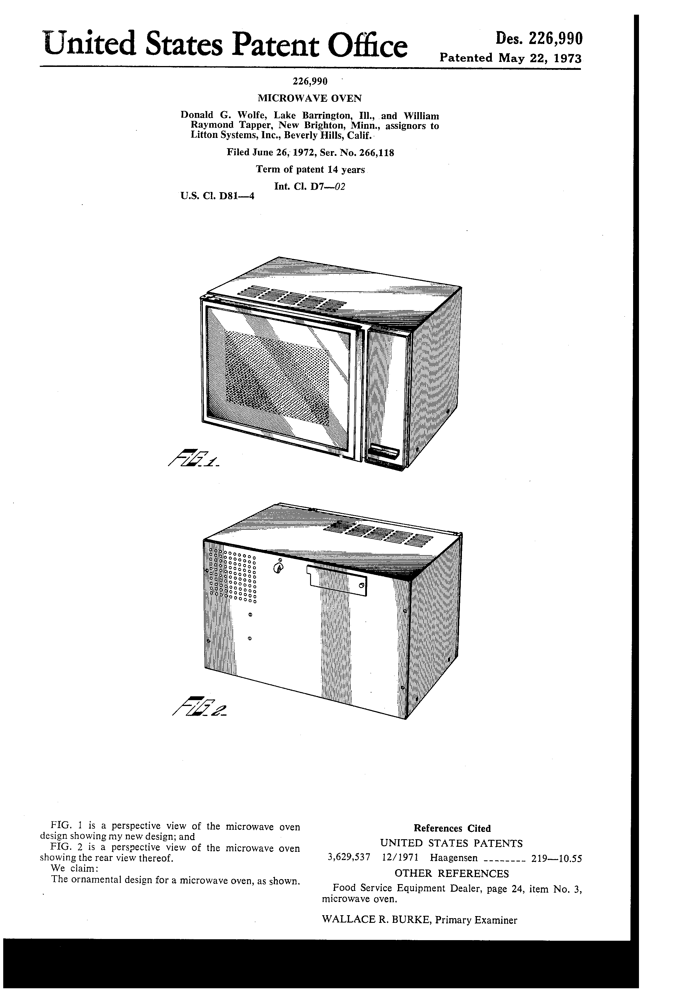 United States Patent Office
Des. 226,990
Patented May 22, 1973
226,990
MICROWAVE OVEN
Donald G. Wolfe, Lake Barrington, Ill., and William
Raymond Tapper, New Brighton, Minn., assignors to
Litton Systems, Inc., Beverly Hills, Calif.
Filed June 26, 1972, Ser. No. 266,118
Term of patent 14 years
Int. Cl. D7—02
U.S. Cl. D81—4
FIG. 1.
FIG. 2.
FIG. 1 is a perspective view of the microwave oven
design showing my new design; and
FIG. 2 is a perspective view of the microwave oven
showing the rear view thereof.
We claim:
The ornamental design for a microwave oven, as shown.
References Cited
UNITED STATES PATENTS
3,629,537 12/1971 Haagensen -------- 219—10.55
OTHER REFERENCES
Food Service Equipment Dealer, page 24, item No. 3,
microwave oven.
WALLACE R. BURKE, Primary Examiner